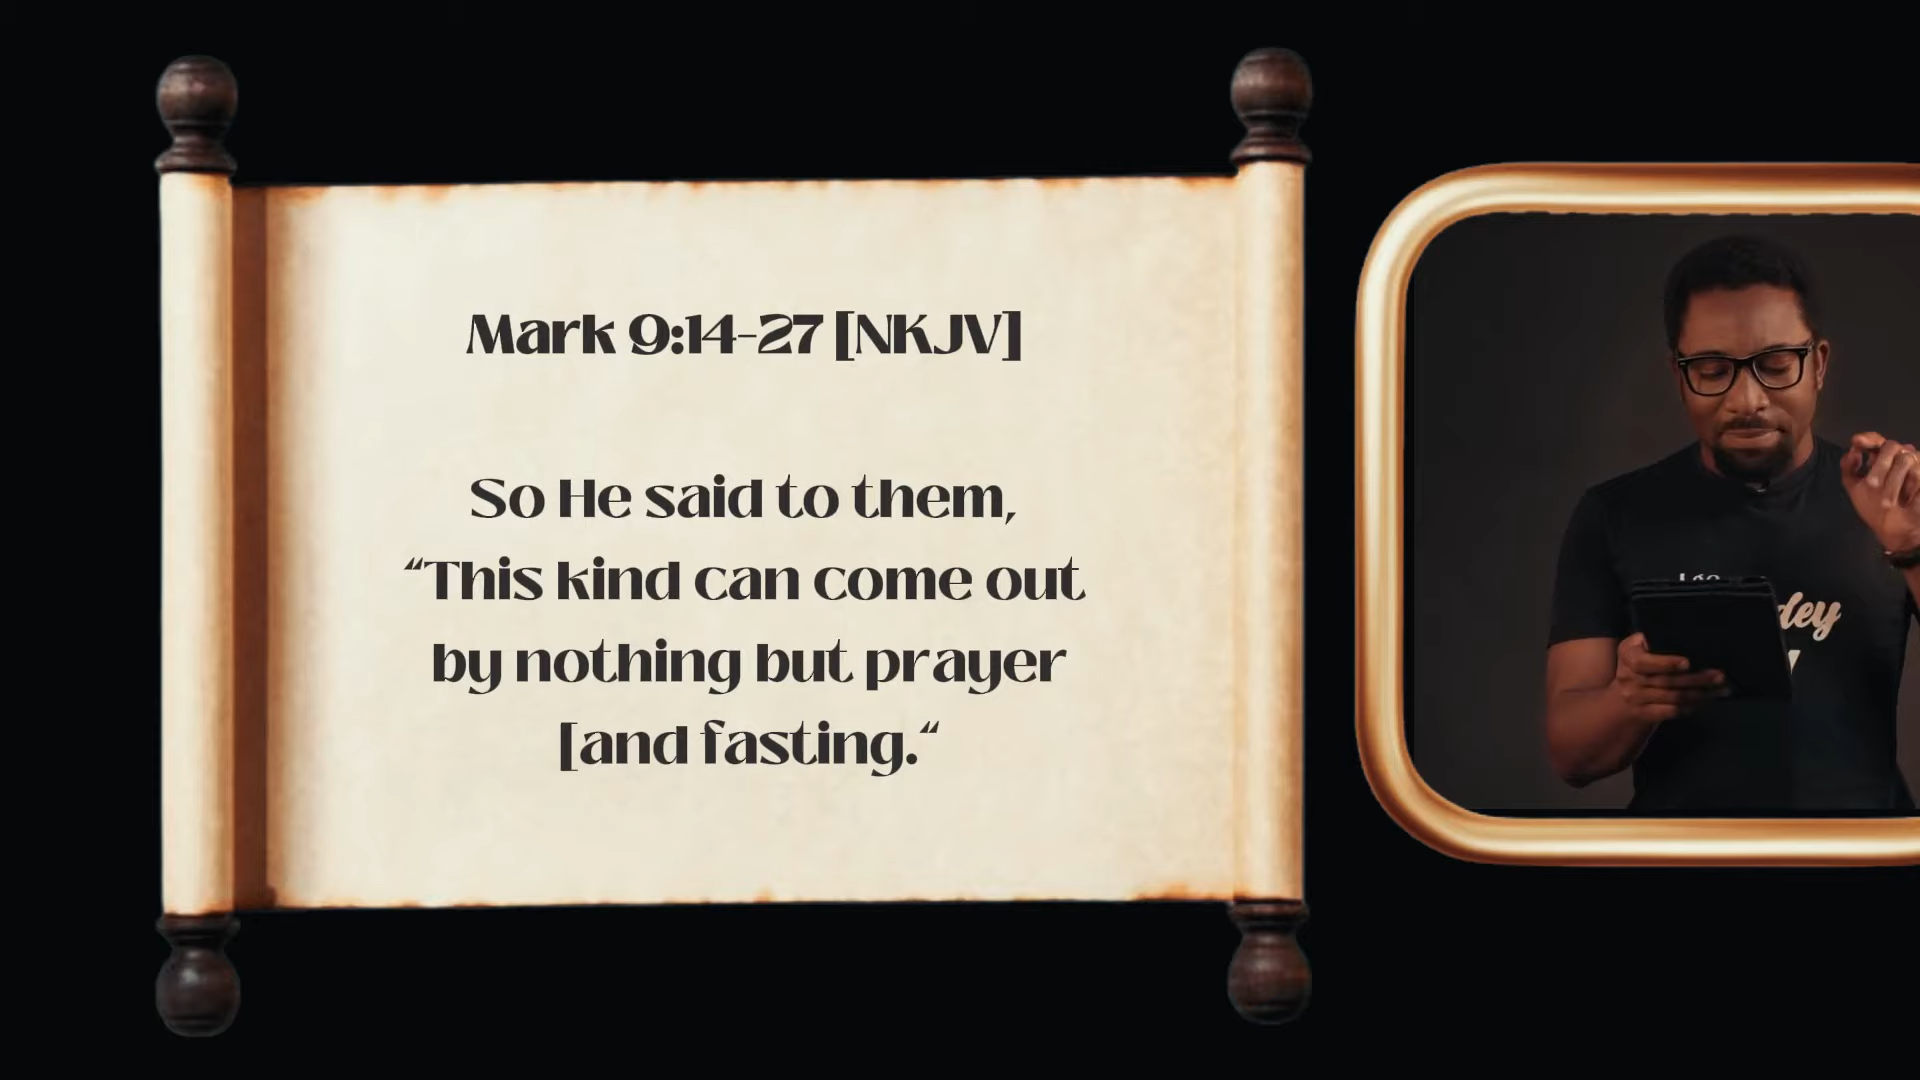 Mark 9:14-27 [NKJV]
So He said to them,
“This kind can come out
by nothing but prayer
[and fasting.“
I go